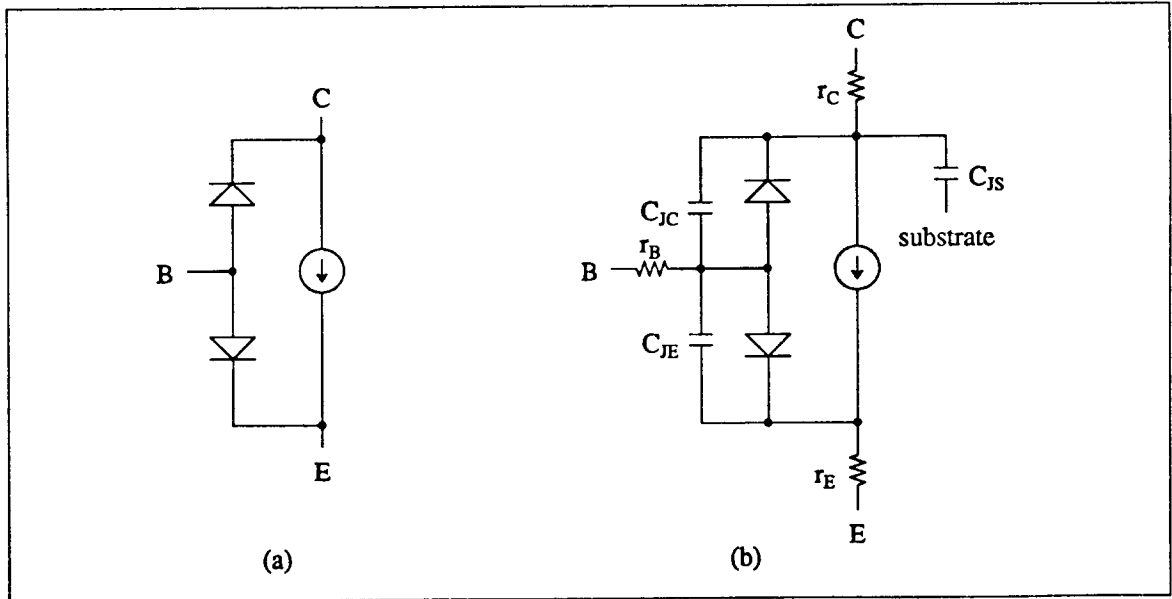 C
B
E
(a)
C
r_C
C_JS
substrate
C_JC
r_B
B
C_JE
r_E
E
(b)